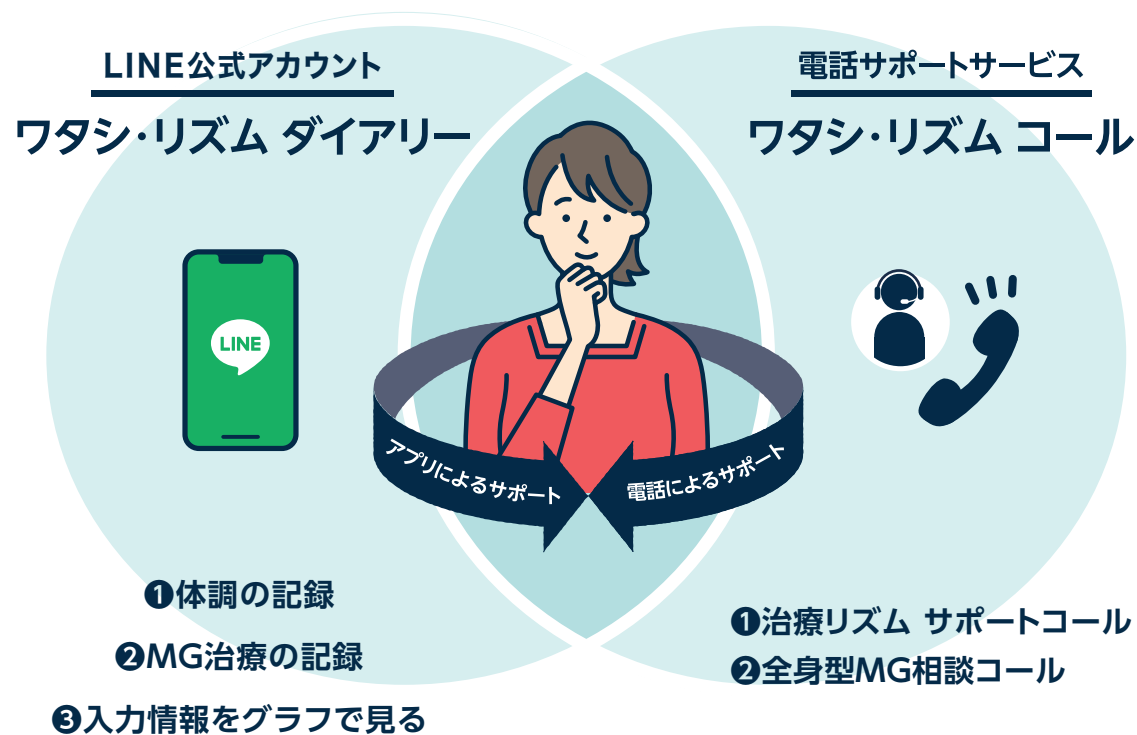 LINE公式アカウント
ワタシ・リズム ダイアリー
LINE
❶体調の記録
❷MG治療の記録
❸入力情報をグラフで見る
アプリによるサポート
電話によるサポート
電話サポートサービス
ワタシ・リズム コール
❶治療リズム サポートコール
❷全身型MG相談コール